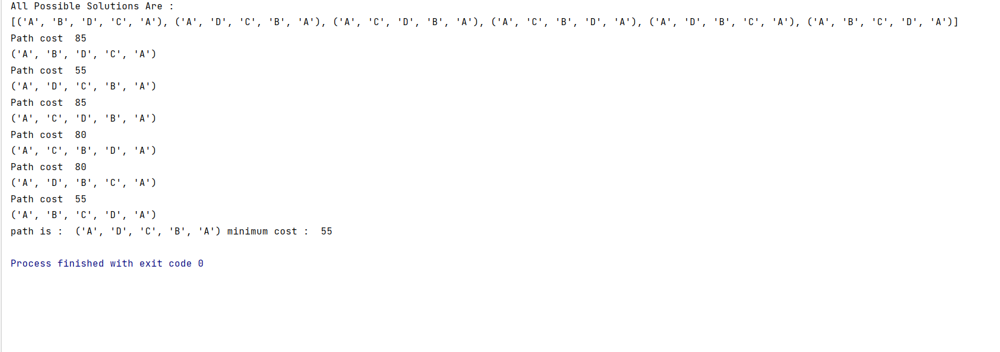 All Possible Solutions Are :
[('A', 'B', 'D', 'C', 'A'), ('A', 'D', 'C', 'B', 'A'), ('A', 'C', 'D', 'B', 'A'), ('A', 'C', 'B', 'D', 'A'), ('A', 'D', 'B', 'C', 'A'), ('A', 'B', 'C', 'D', 'A')]
Path cost  85
('A', 'B', 'D', 'C', 'A')
Path cost  55
('A', 'D', 'C', 'B', 'A')
Path cost  85
('A', 'C', 'D', 'B', 'A')
Path cost  80
('A', 'C', 'B', 'D', 'A')
Path cost  80
('A', 'D', 'B', 'C', 'A')
Path cost  55
('A', 'B', 'C', 'D', 'A')
path is :  ('A', 'D', 'C', 'B', 'A') minimum cost :  55
Process finished with exit code 0